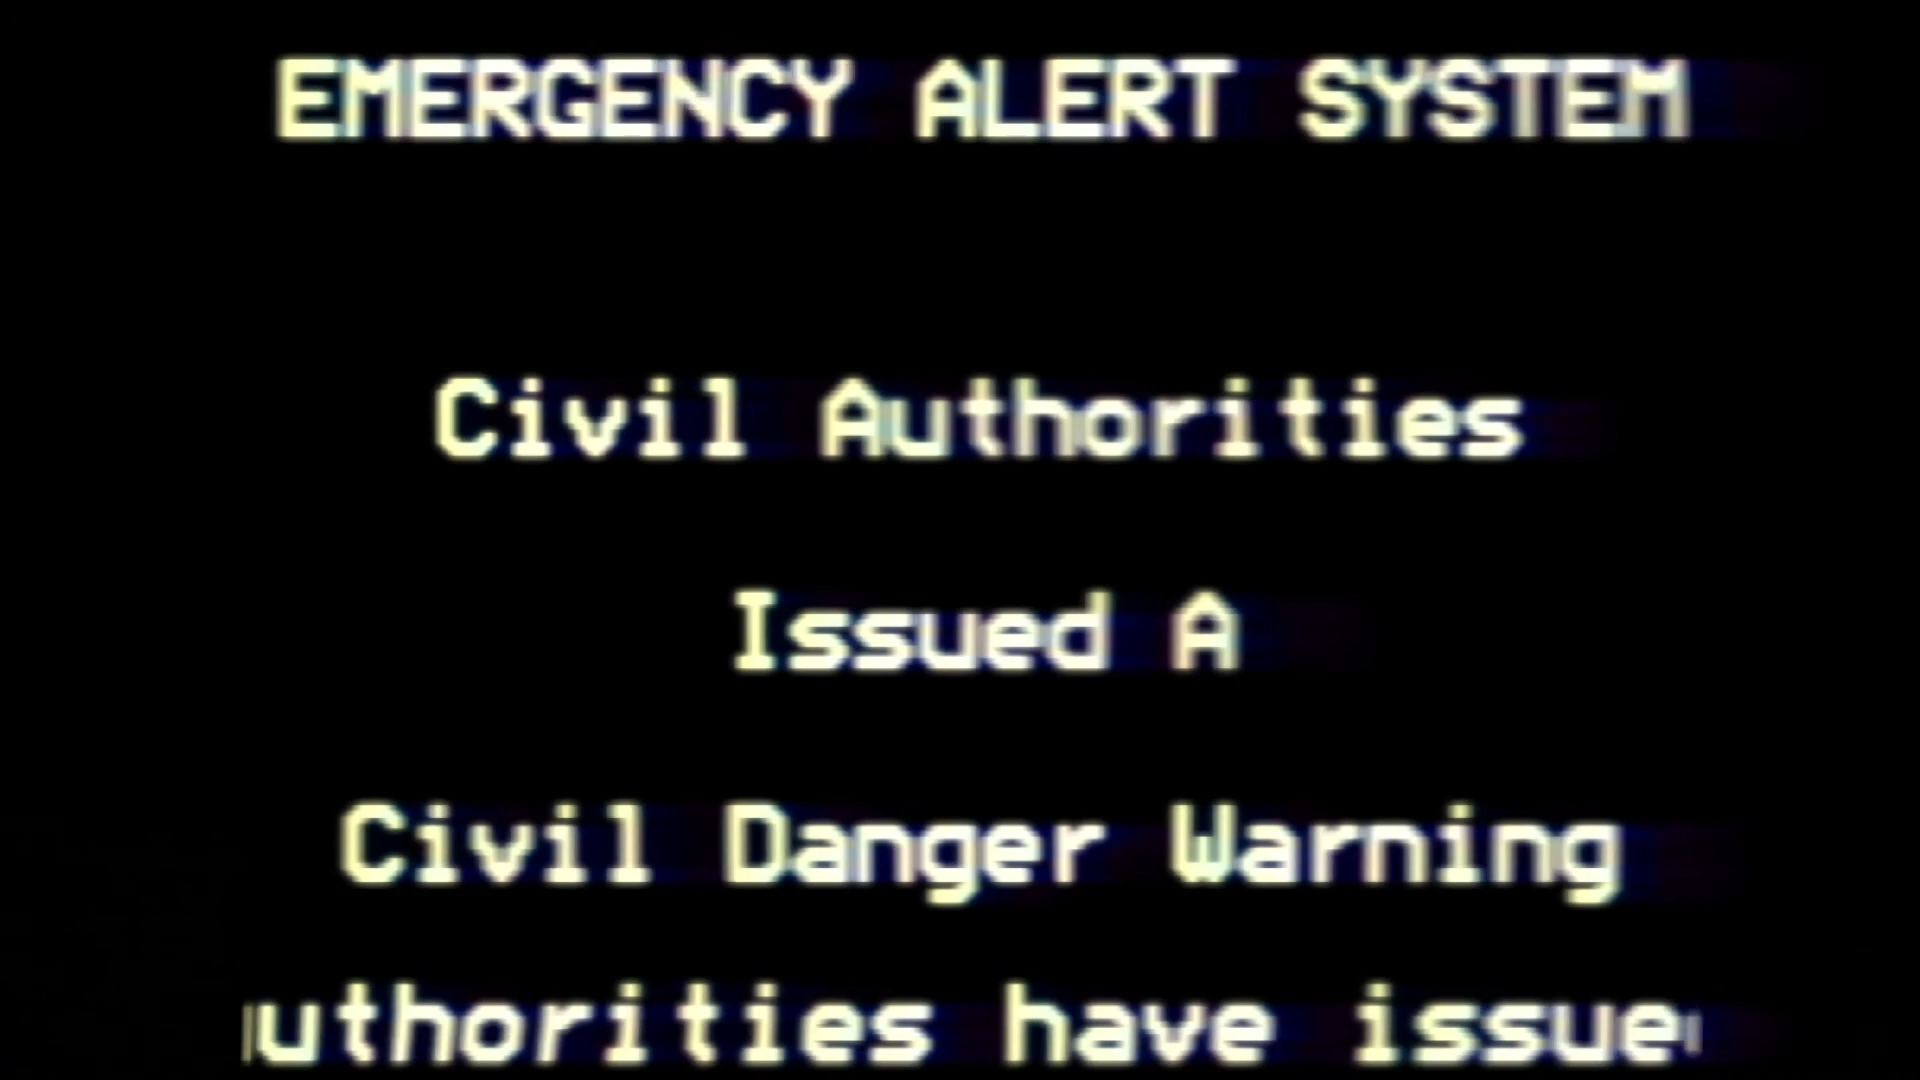 EMERGENCY ALERT SYSTEM
Civil Authorities
Issued A
Civil Danger Warning
uthorities have issue